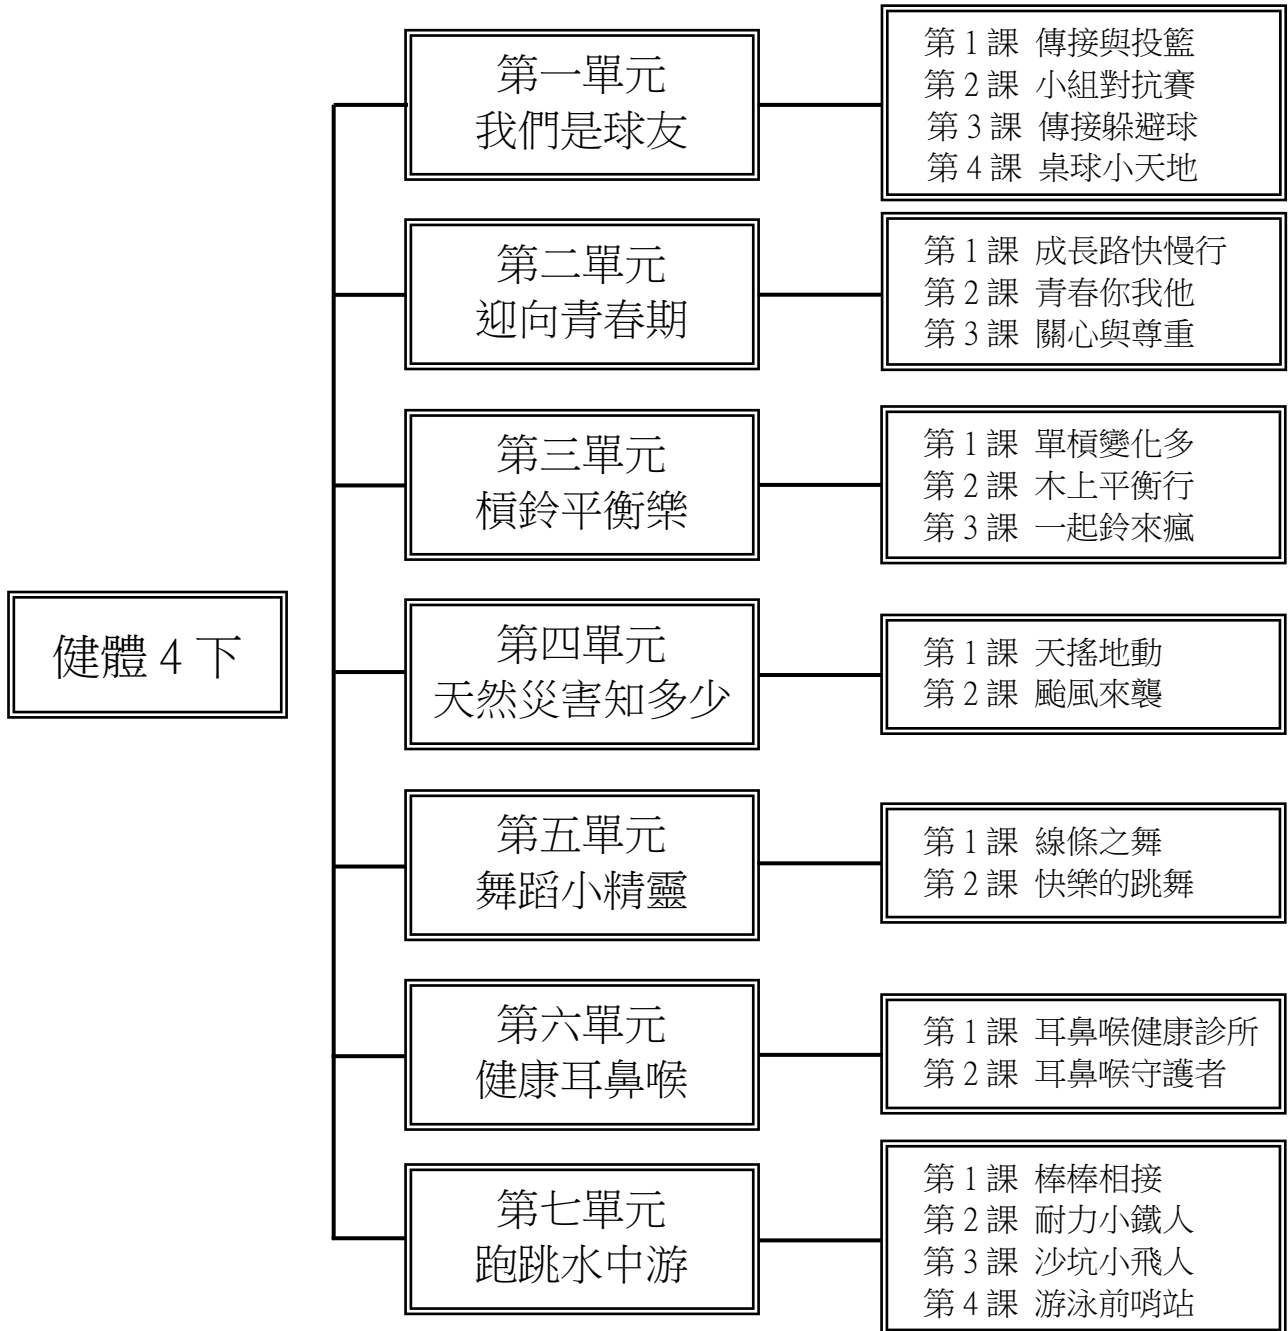 健體 4 下
第一單元
我們是球友
第 1 課 傳接與投籃
第 2 課 小組對抗賽
第 3 課 傳接躲避球
第 4 課 桌球小天地
第二單元
迎向青春期
第 1 課 成長路快慢行
第 2 課 青春你我他
第 3 課 關心與尊重
第三單元
槓鈴平衡樂
第 1 課 單槓變化多
第 2 課 木上平衡行
第 3 課 一起鈴來瘋
第四單元
天然災害知多少
第 1 課 天搖地動
第 2 課 颱風來襲
第五單元
舞蹈小精靈
第 1 課 線條之舞
第 2 課 快樂的跳舞
第六單元
健康耳鼻喉
第 1 課 耳鼻喉健康診所
第 2 課 耳鼻喉守護者
第七單元
跑跳水中游
第 1 課 棒棒相接
第 2 課 耐力小鐵人
第 3 課 沙坑小飛人
第 4 課 游泳前哨站